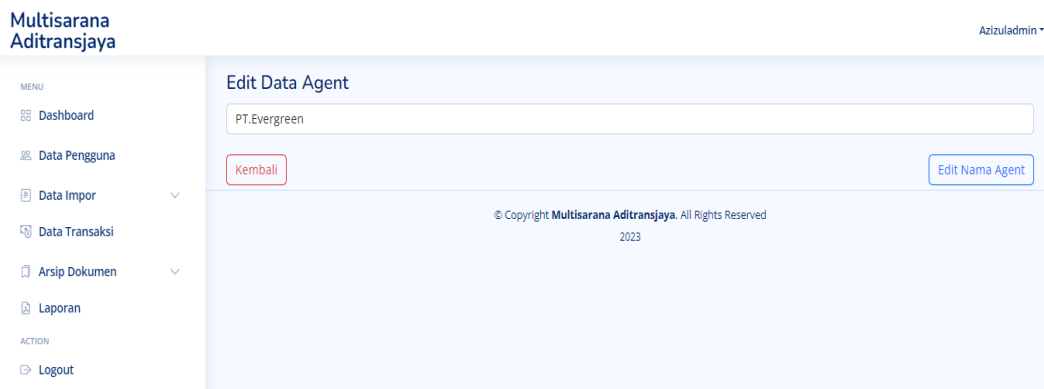 Multisarana
Aditransjaya
Azizuladmin
MENU
Dashboard
Data Pengguna
Data Impor
Data Transaksi
Arsip Dokumen
Laporan
ACTION
Logout
Edit Data Agent
PT.Evergreen
Kembali
Edit Nama Agent
© Copyright Multisarana Aditransjaya. All Rights Reserved
2023